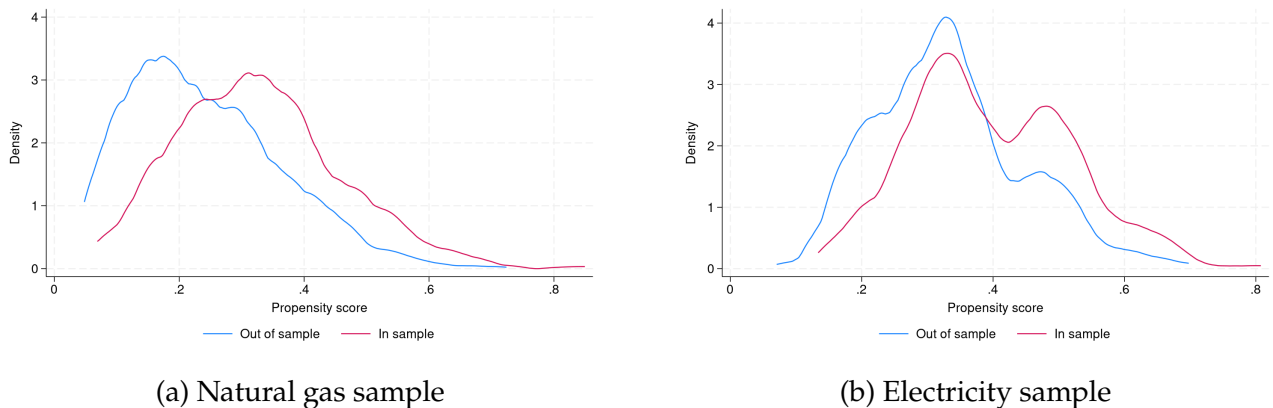 Density
4
3
2
1
0
0 .2 .4 .6 .8
Propensity score
Out of sample In sample
(a) Natural gas sample
Density
4
3
2
1
0
0 .2 .4 .6 .8
Propensity score
Out of sample In sample
(b) Electricity sample